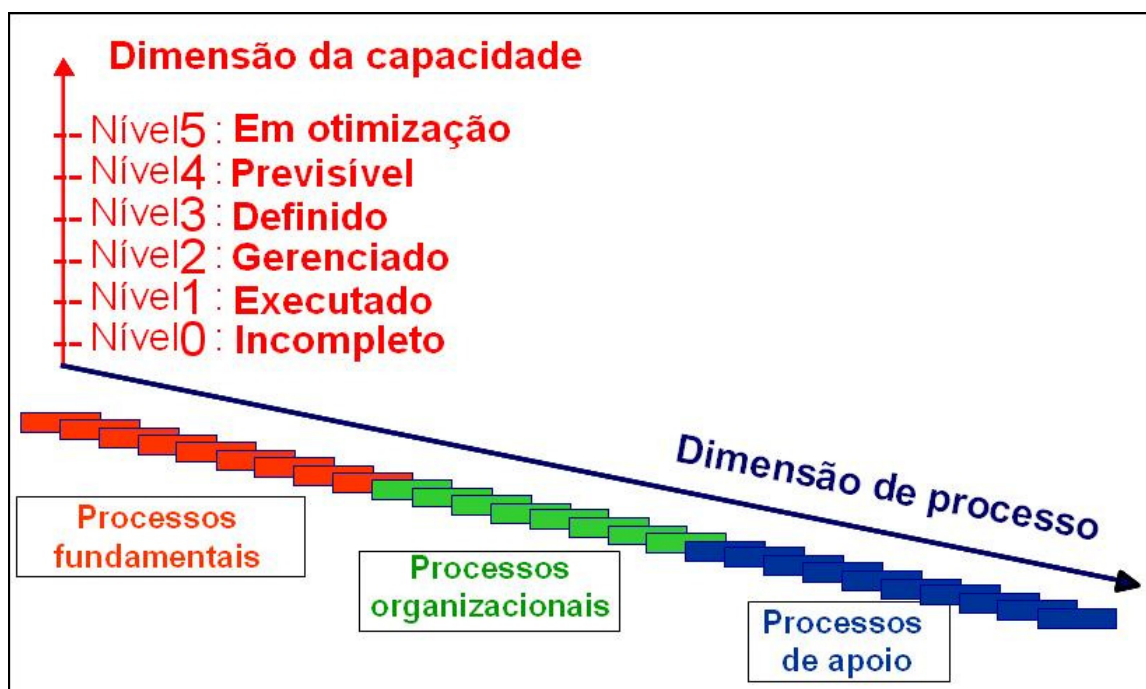 Dimensão da capacidade
Nível5 : Em otimização
Nível4 : Previsível
Nível3 : Definido
Nível2 : Gerenciado
Nível1 : Executado
Nível0 : Incompleto
Dimensão de processo
Processos
fundamentais
Processos
organizacionais
Processos
de apoio